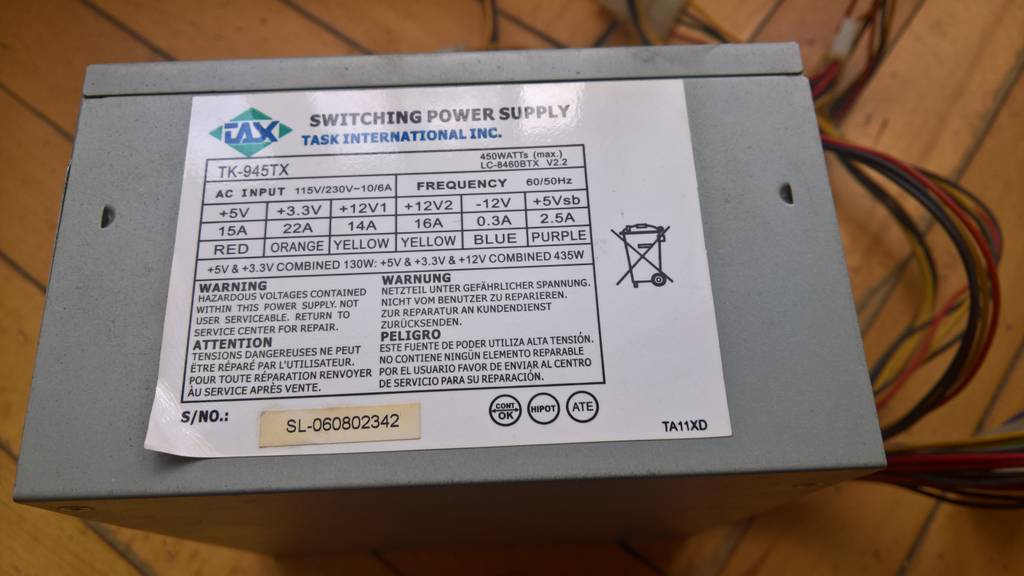 TAX
SWITCHING POWER SUPPLY
TASK INTERNATIONAL INC.
TK-945TX
450WATTs (max.)
LC-8460BTX V2.2
AC INPUT 115V/230V~10/6A FREQUENCY 60/50Hz
+5V +3.3V +12V1 +12V2 -12V +5Vsb
15A 22A 14A 16A 0.3A 2.5A
RED ORANGE YELLOW YELLOW BLUE PURPLE
+5V & +3.3V COMBINED 130W: +5V & +3.3V & +12V COMBINED 435W
WARNING
HAZARDOUS VOLTAGES CONTAINED
WITHIN THIS POWER SUPPLY. NOT
USER SERVICEABLE. RETURN TO
SERVICE CENTER FOR REPAIR.
ATTENTION
TENSIONS DANGEREUSES NE PEUT
ÊTRE RÉPARÉ PAR L'UTILISATEUR.
POUR TOUTE RÉPARATION RENVOYER
ÀU SERVICE APRÈS VENTE.
WARNUNG
NETZTEIL UNTER GEFÄHRLICHER SPANNUNG.
NICHT VOM BENUTZER ZU REPARIEREN.
ZUR REPARATUR AN KUNDENDIENST
ZURÜCKSENDEN.
PELIGRO
ESTE FUENTE DE PODER UTILIZA ALTA TENSIÓN.
NO CONTIENE NINGÜN ELEMENTO REPARABLE
POR EL USUARIO FAVOR DE ENVIAR AL CENTRO
DE SERVICIO PARA SU REPARACIÓN.
S/NO.: SL-060802342
CONT OK
HIPOT
ATE
TA11XD